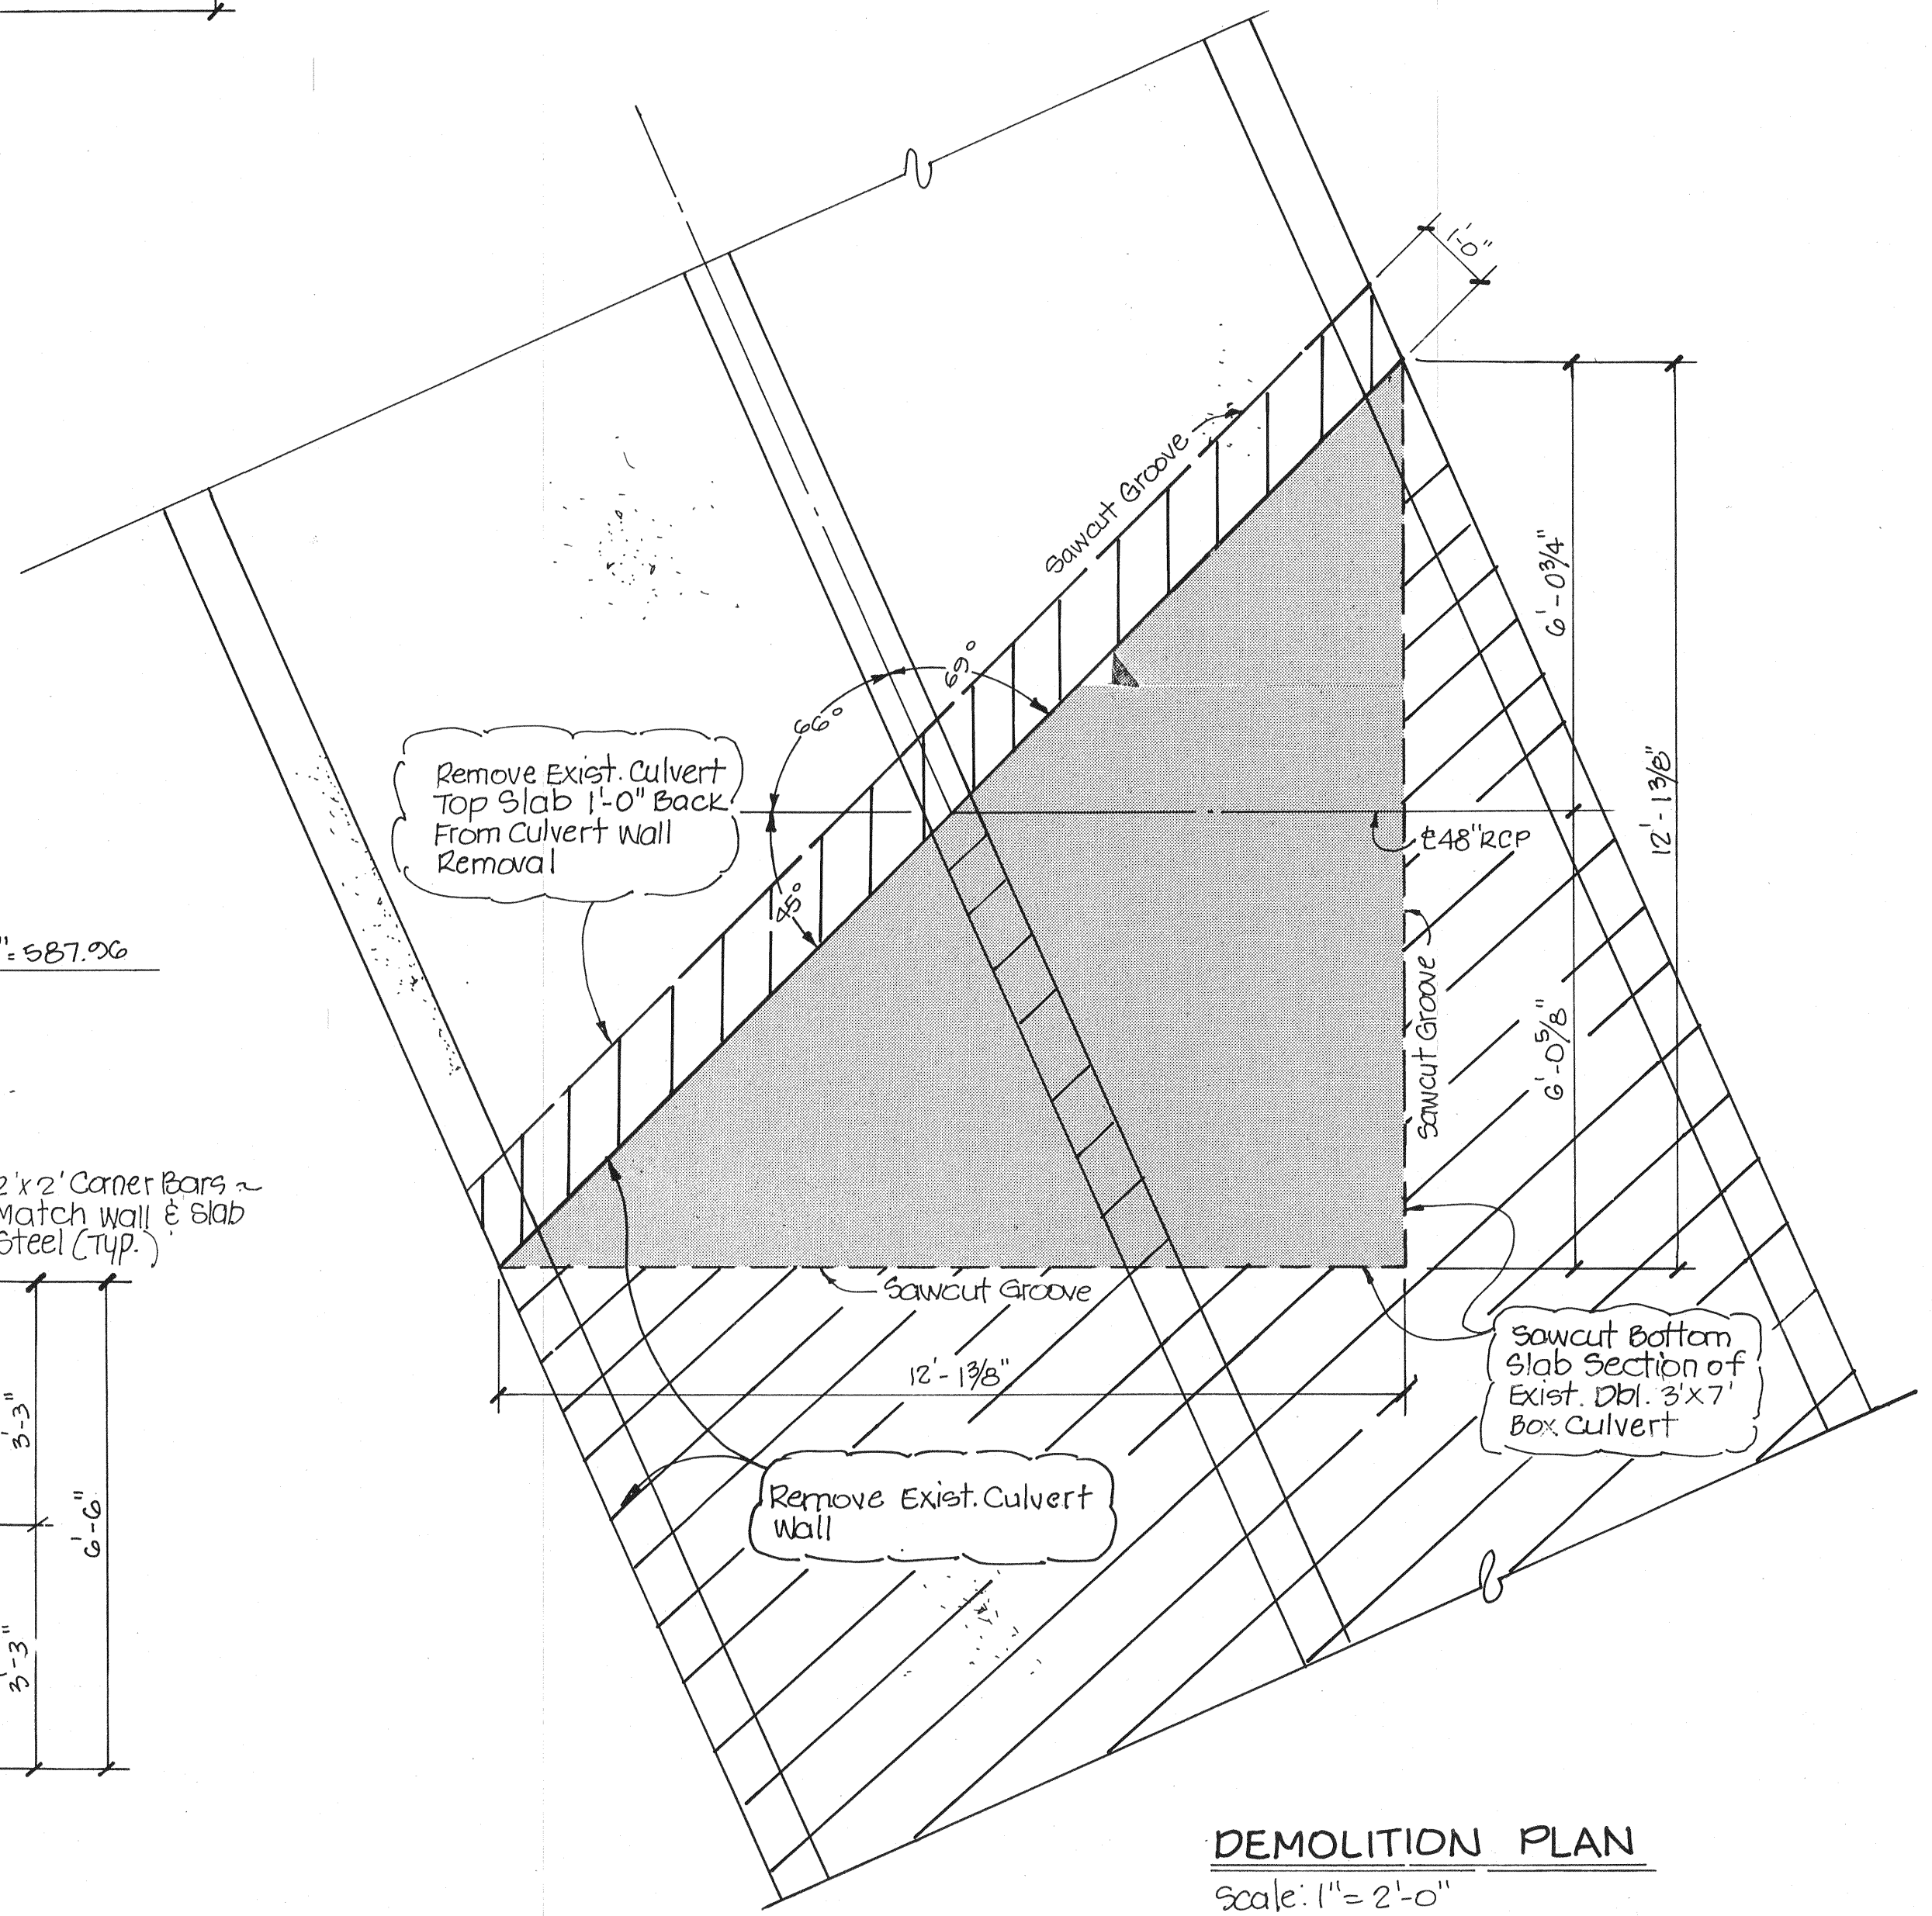 1'-0"
Sawcut Groove
6'-0¾"
12'-1⅜"
69°
66°
Remove Exist. Culvert
Top Slab 1'-0" Back
From Culvert Wall
Removal
℄48" RCP
45°
"=587.96
Sawcut Groove
6'-0⅝"
2'x2' Corner Bars ~
Match Wall & Slab
Steel (Typ.)
Sawcut Groove
12'-1⅜"
Sawcut Bottom
Slab Section of
Exist. Dbl. 3'x7'
Box Culvert
3'-3"
6'-6"
3'-3"
Remove Exist. Culvert
Wall
DEMOLITION PLAN
Scale: 1"= 2'-0"